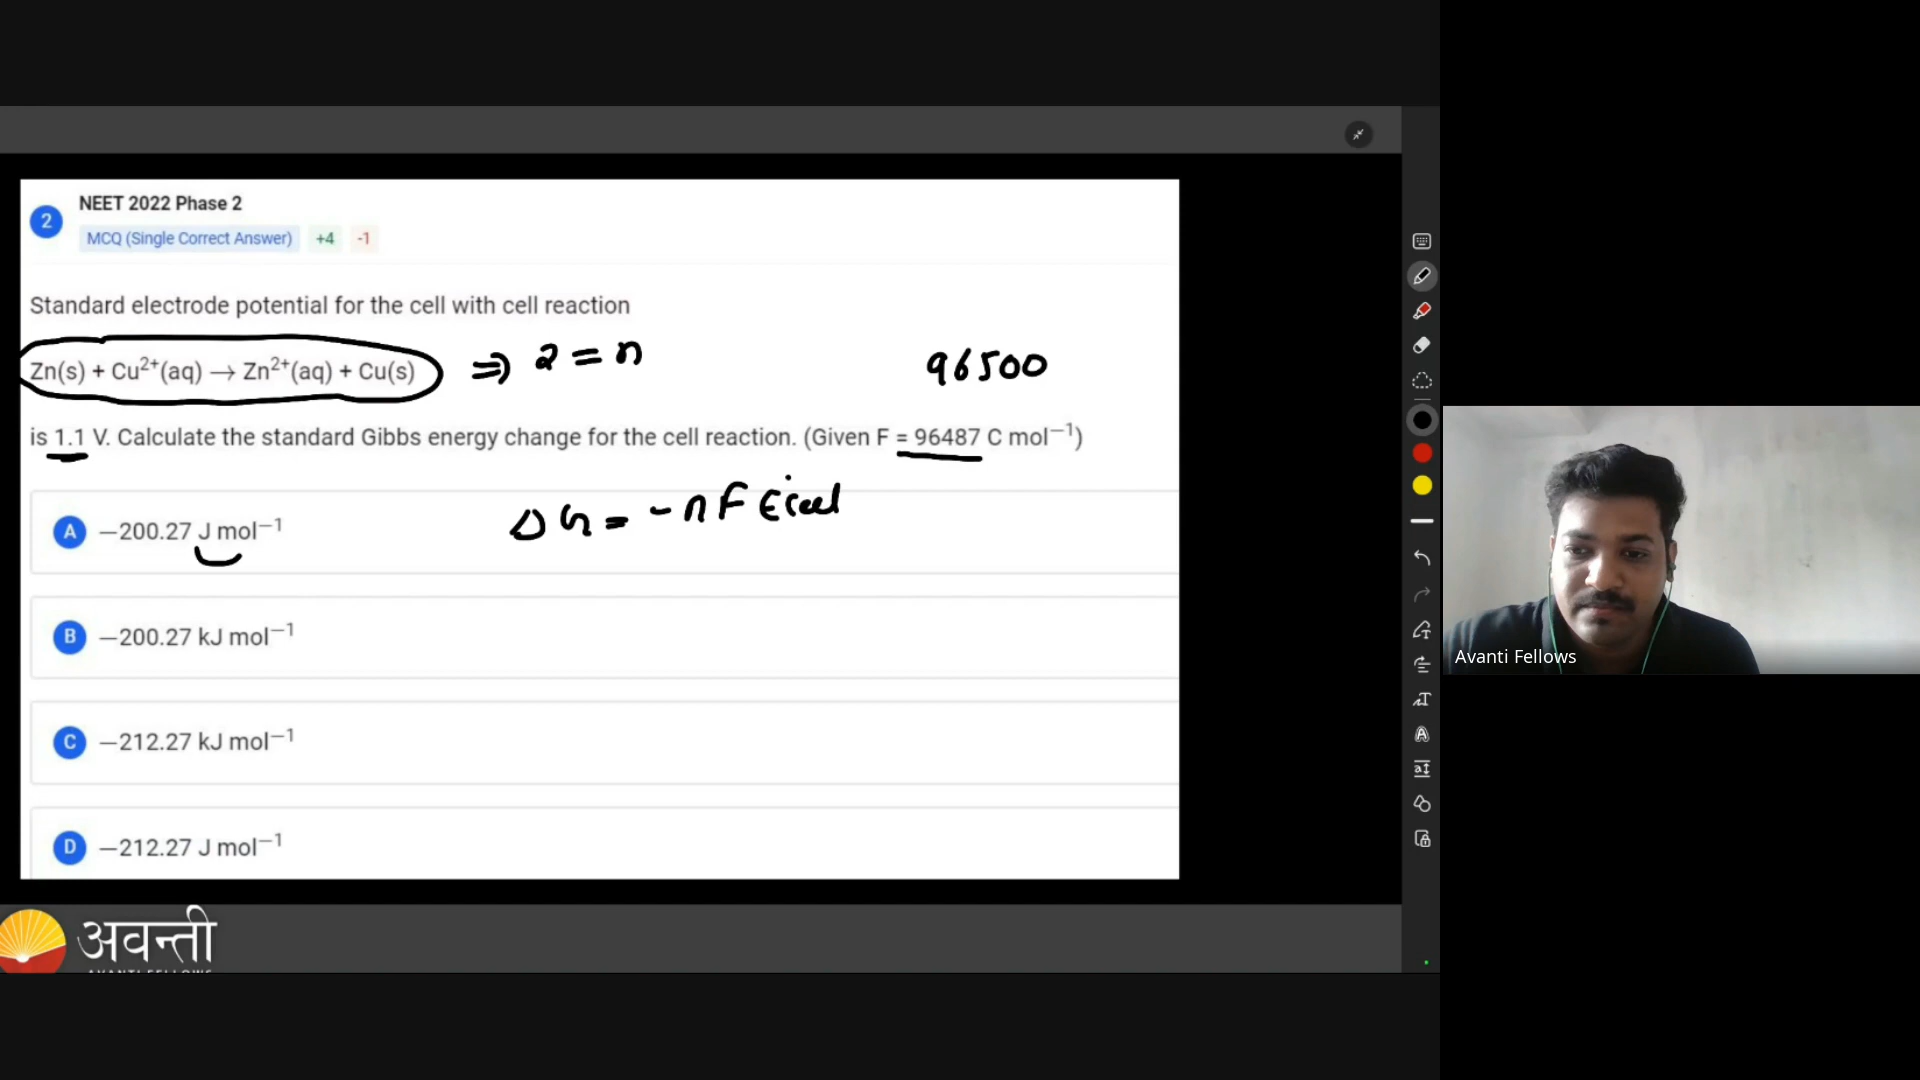 2
NEET 2022 Phase 2
MCQ (Single Correct Answer) +4 -1
Standard electrode potential for the cell with cell reaction
Zn(s) + Cu²⁺(aq) → Zn²⁺(aq) + Cu(s) ⇒ 2 = n
96500
is 1.1 V. Calculate the standard Gibbs energy change for the cell reaction. (Given F = 96487 C mol⁻¹)
ΔG = -nFE°cell
A −200.27 J mol⁻¹
B −200.27 kJ mol⁻¹
C −212.27 kJ mol⁻¹
D −212.27 J mol⁻¹
Avanti Fellows
अवन्ती